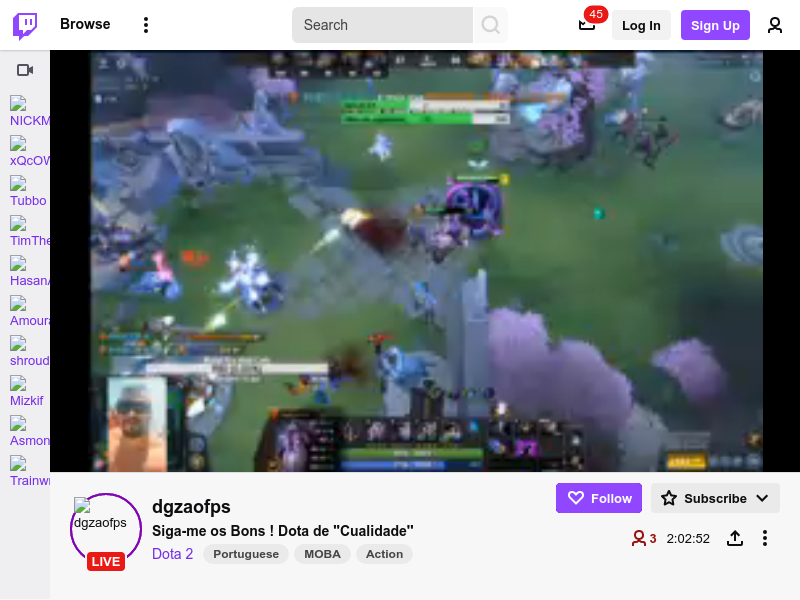 Browse
Search
45
Log In
Sign Up
NICKM
xQcOW
Tubbo
TimThe
HasanA
Amoura
shroud
Mizkif
Asmon
Trainw
dgzaofps
LIVE
dgzaofps
Siga-me os Bons ! Dota de "Cualidade"
Dota 2
Portuguese
MOBA
Action
Follow
Subscribe
3
2:02:52